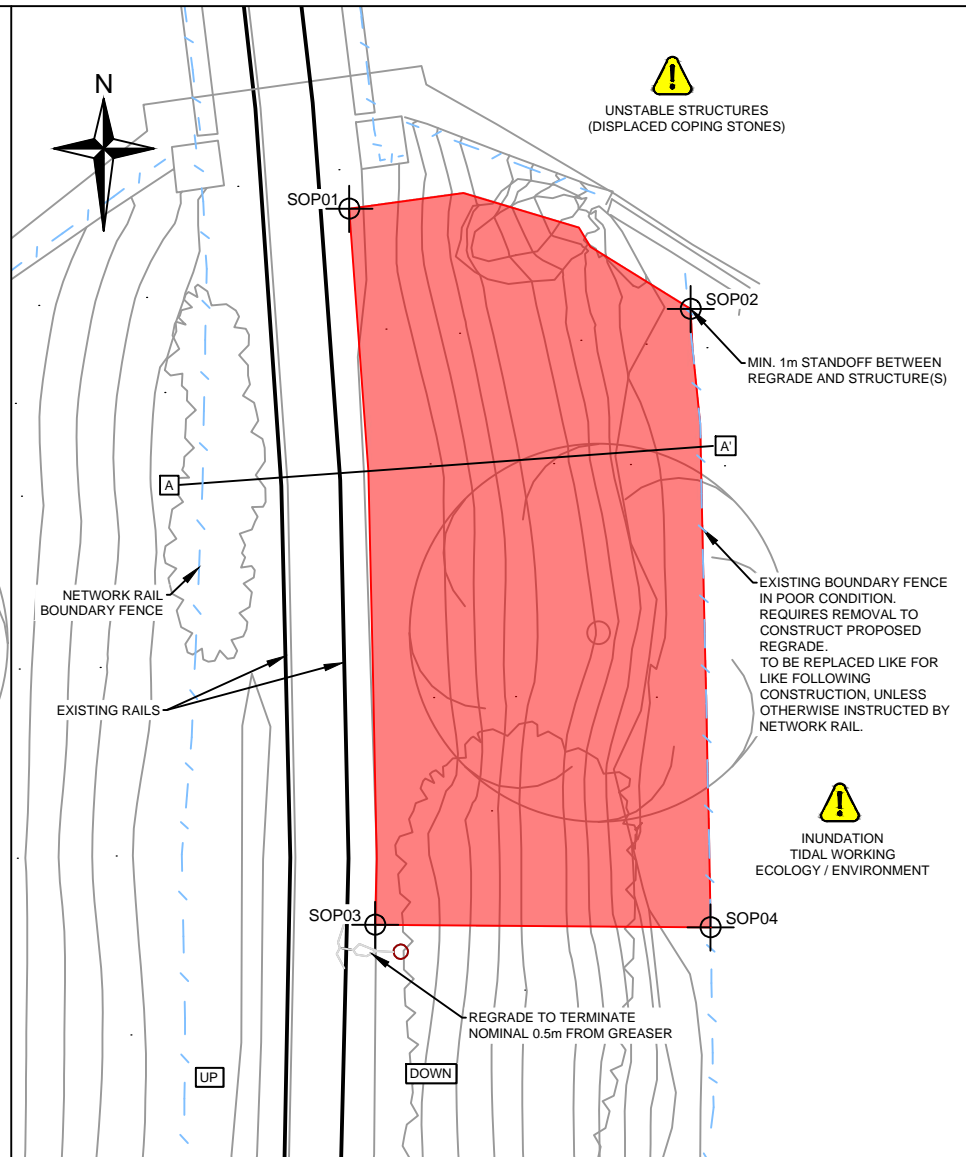 N
UNSTABLE STRUCTURES
(DISPLACED COPING STONES)
SOP01
SOP02
MIN. 1m STANDOFF BETWEEN
REGRADE AND STRUCTURE(S)
A'
A
NETWORK RAIL
BOUNDARY FENCE
EXISTING BOUNDARY FENCE
IN POOR CONDITION.
REQUIRES REMOVAL TO
CONSTRUCT PROPOSED
REGRADE.
TO BE REPLACED LIKE FOR
LIKE FOLLOWING
CONSTRUCTION, UNLESS
OTHERWISE INSTRUCTED BY
NETWORK RAIL.
EXISTING RAILS
INUNDATION
TIDAL WORKING
ECOLOGY / ENVIRONMENT
SOP03
SOP04
REGRADE TO TERMINATE
NOMINAL 0.5m FROM GREASER
UP
DOWN